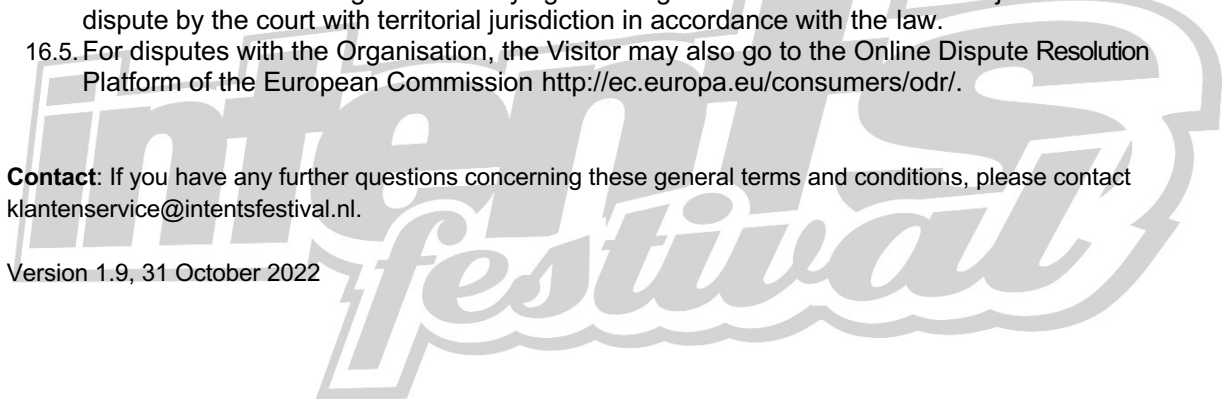 dispute by the court with territorial jurisdiction in accordance with the law.
16.5. For disputes with the Organisation, the Visitor may also go to the Online Dispute Resolution
Platform of the European Commission http://ec.europa.eu/consumers/odr/.
intents
festival
Contact: If you have any further questions concerning these general terms and conditions, please contact
klantenservice@intentsfestival.nl.
Version 1.9, 31 October 2022